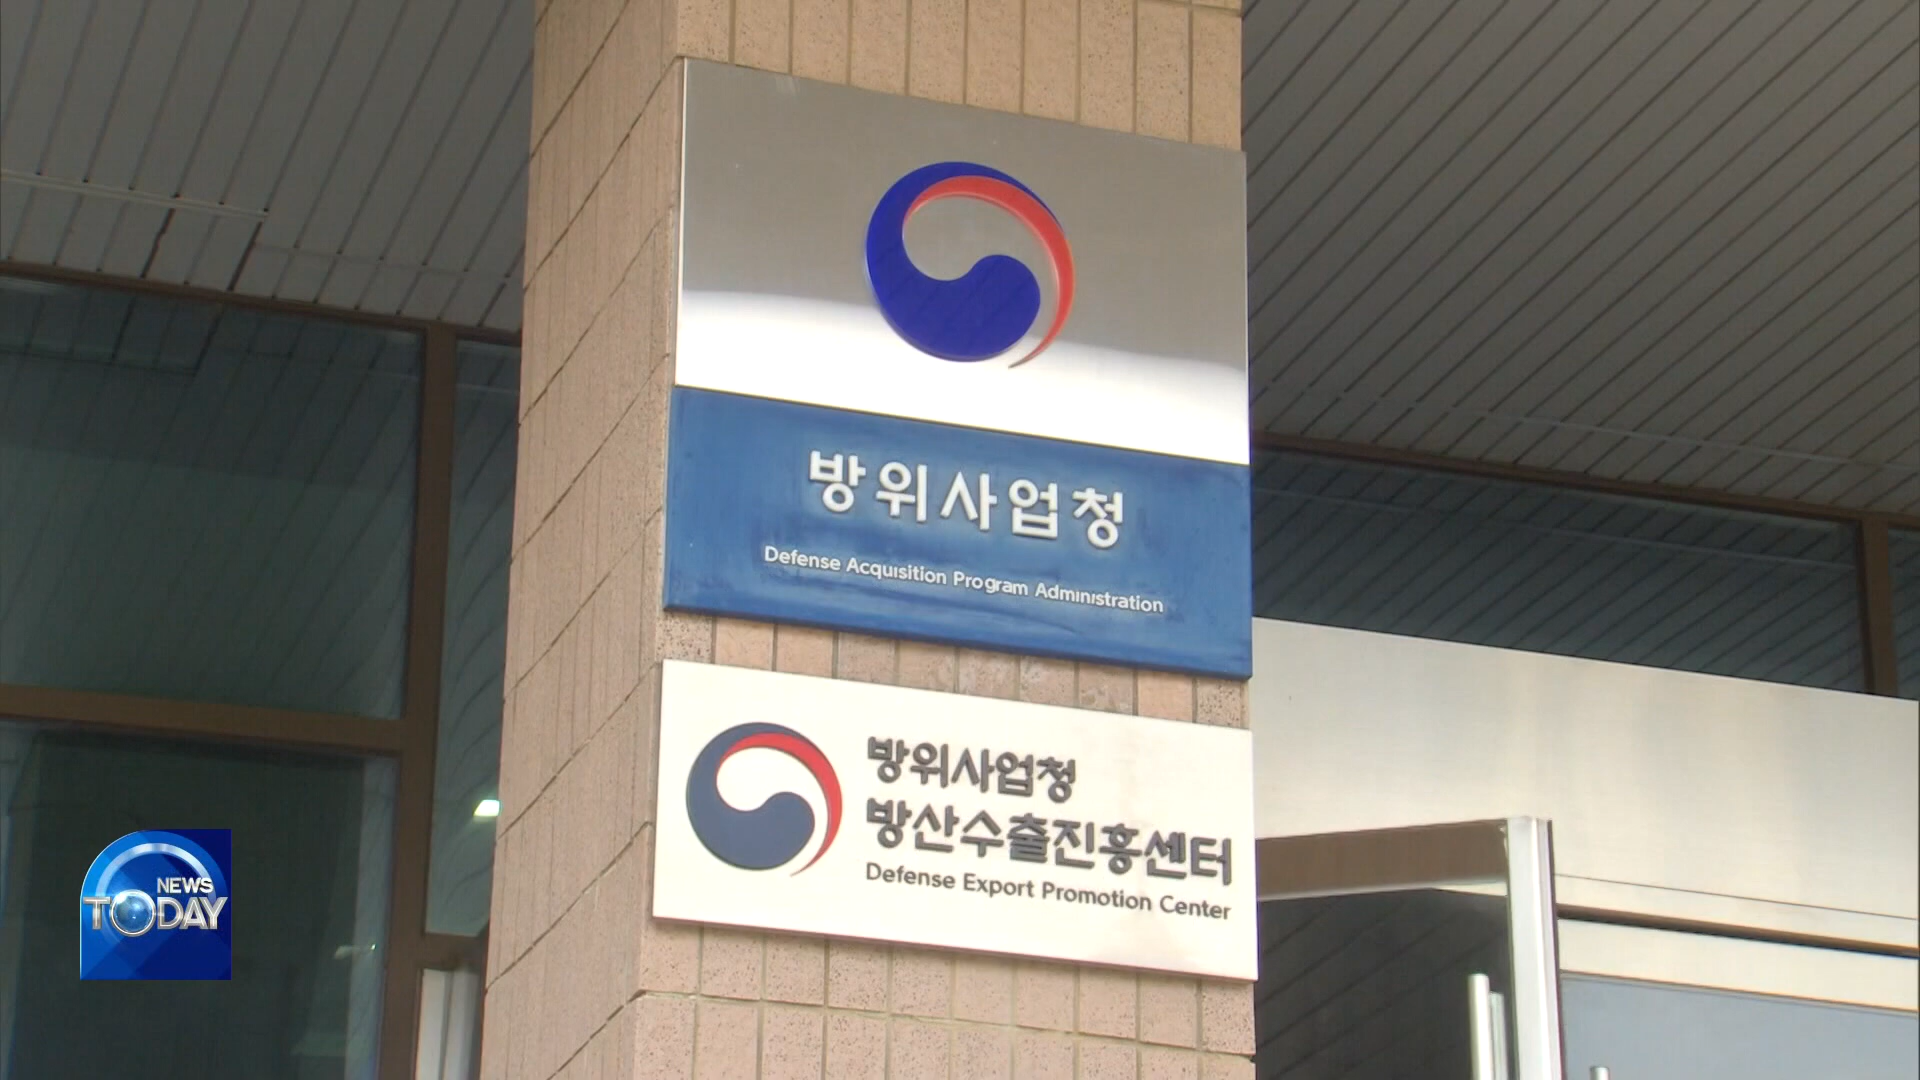 방위사업청
Defense Acquisition Program Administration
방위사업청
방산수출진흥센터
Defense Export Promotion Center
NEWS
TODAY